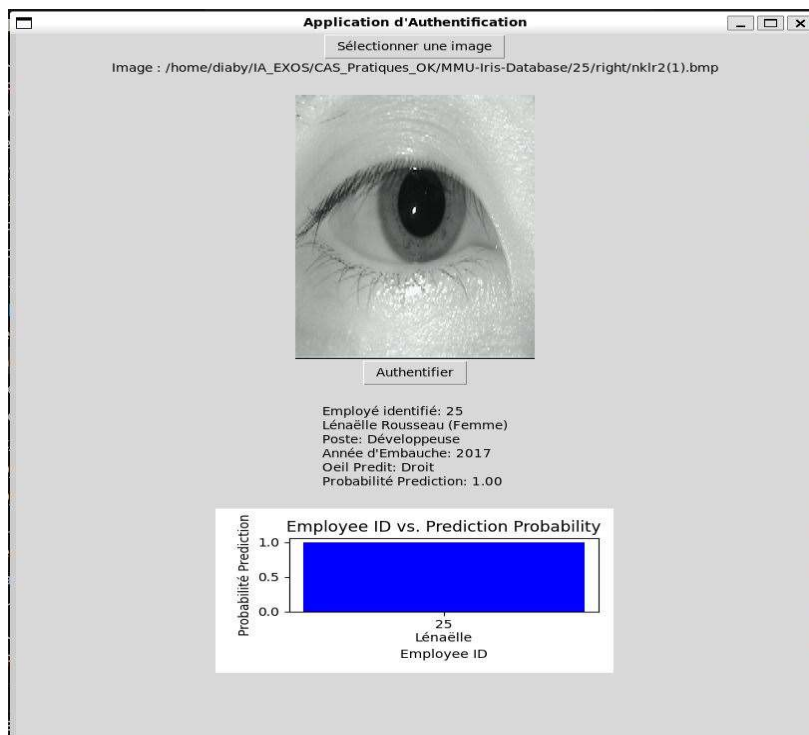 Application d'Authentification
Sélectionner une image
Image : /home/diaby/IA_EXOS/CAS_Pratiques_OK/MMU-Iris-Database/25/right/nklr2(1).bmp
Authentifier
Employé identifié: 25
Lénaëlle Rousseau (Femme)
Poste: Développeuse
Année d'Embauche: 2017
Oeil Predit: Droit
Probabilité Prediction: 1.00
Employee ID vs. Prediction Probability
Probabilité Prediction
1.0
0.5
0.0
25
Lénaëlle
Employee ID